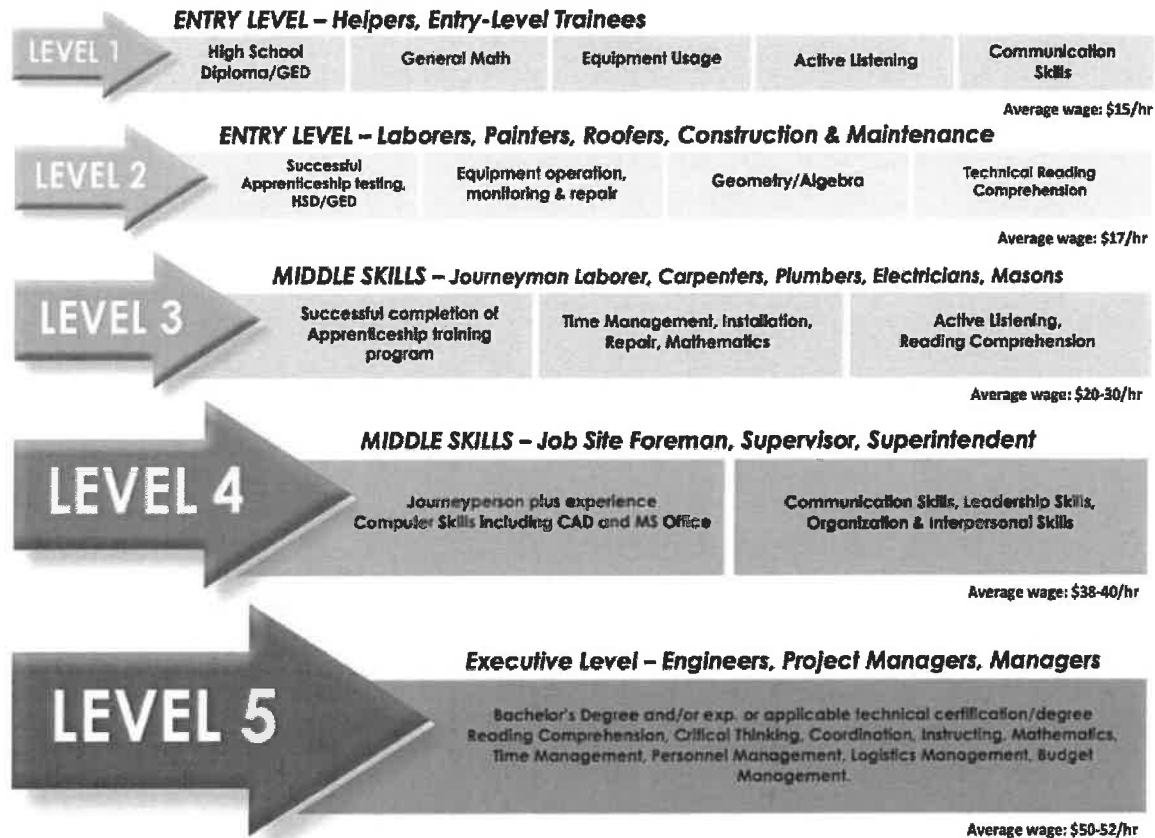 ENTRY LEVEL – Helpers, Entry-Level Trainees
LEVEL 1
High School
Diploma/GED
General Math
Equipment Usage
Active Listening
Communication
Skills
Average wage: $15/hr
ENTRY LEVEL – Laborers, Painters, Roofers, Construction & Maintenance
LEVEL 2
Successful
Apprenticeship testing,
HSD/GED
Equipment operation,
monitoring & repair
Geometry/Algebra
Technical Reading
Comprehension
Average wage: $17/hr
MIDDLE SKILLS – Journeyman Laborer, Carpenters, Plumbers, Electricians, Masons
LEVEL 3
Successful completion of
Apprenticeship training
program
Time Management, Installation,
Repair, Mathematics
Active Listening,
Reading Comprehension
Average wage: $20-30/hr
MIDDLE SKILLS – Job Site Foreman, Supervisor, Superintendent
LEVEL 4
Journeyperson plus experience
Computer Skills including CAD and MS Office
Communication Skills, Leadership Skills,
Organization & Interpersonal Skills
Average wage: $38-40/hr
Executive Level – Engineers, Project Managers, Managers
LEVEL 5
Bachelor's Degree and/or exp. or applicable technical certification/degree
Reading Comprehension, Critical Thinking, Coordination, Instructing, Mathematics,
Time Management, Personnel Management, Logistics Management, Budget
Management.
Average wage: $50-52/hr